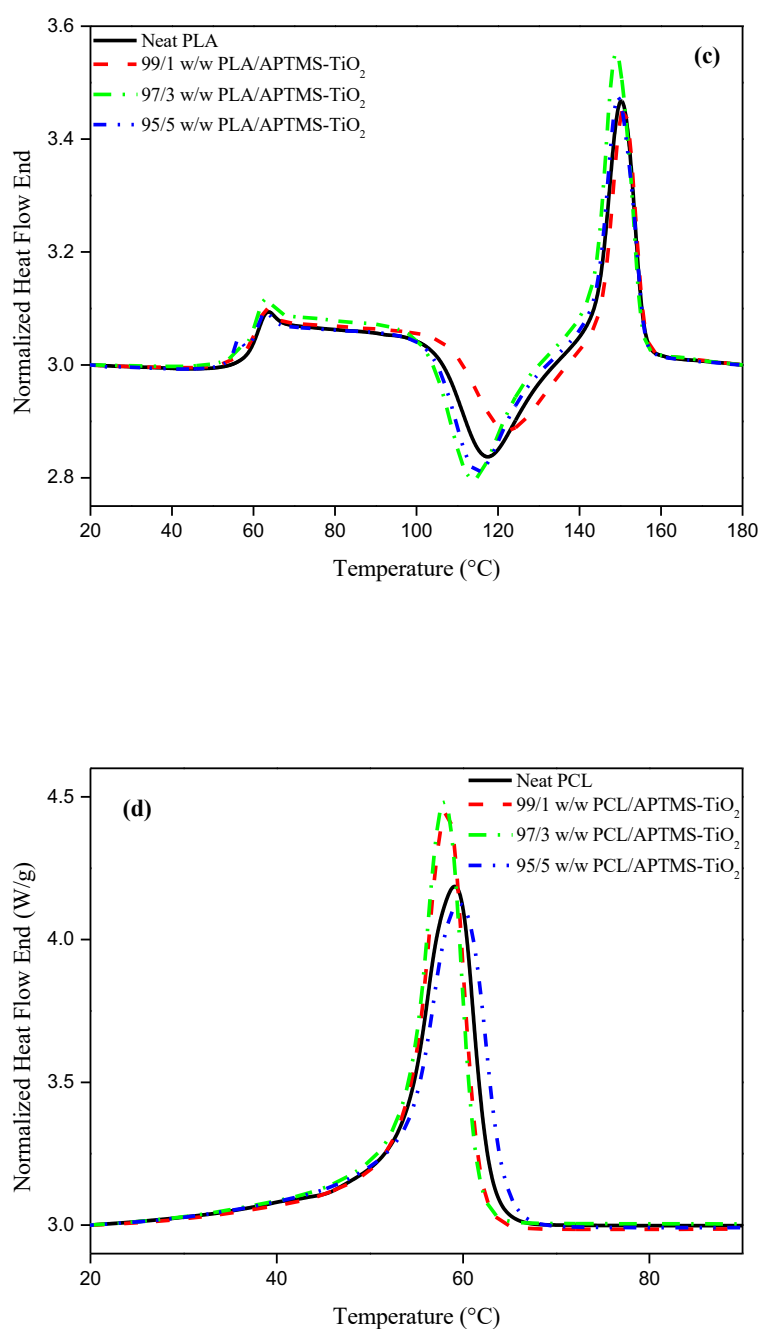 3.6
Neat PLA
(c)
99/1 w/w PLA/APTMS-TiO2
97/3 w/w PLA/APTMS-TiO2
95/5 w/w PLA/APTMS-TiO2
3.4
3.2
3.0
2.8
Normalized Heat Flow End
20 40 60 80 100 120 140 160 180
Temperature (°C)
Neat PCL
4.5
(d)
99/1 w/w PCL/APTMS-TiO2
97/3 w/w PCL/APTMS-TiO2
95/5 w/w PCL/APTMS-TiO2
4.0
3.5
3.0
Normalized Heat Flow End (W/g)
20 40 60 80
Temperature (°C)